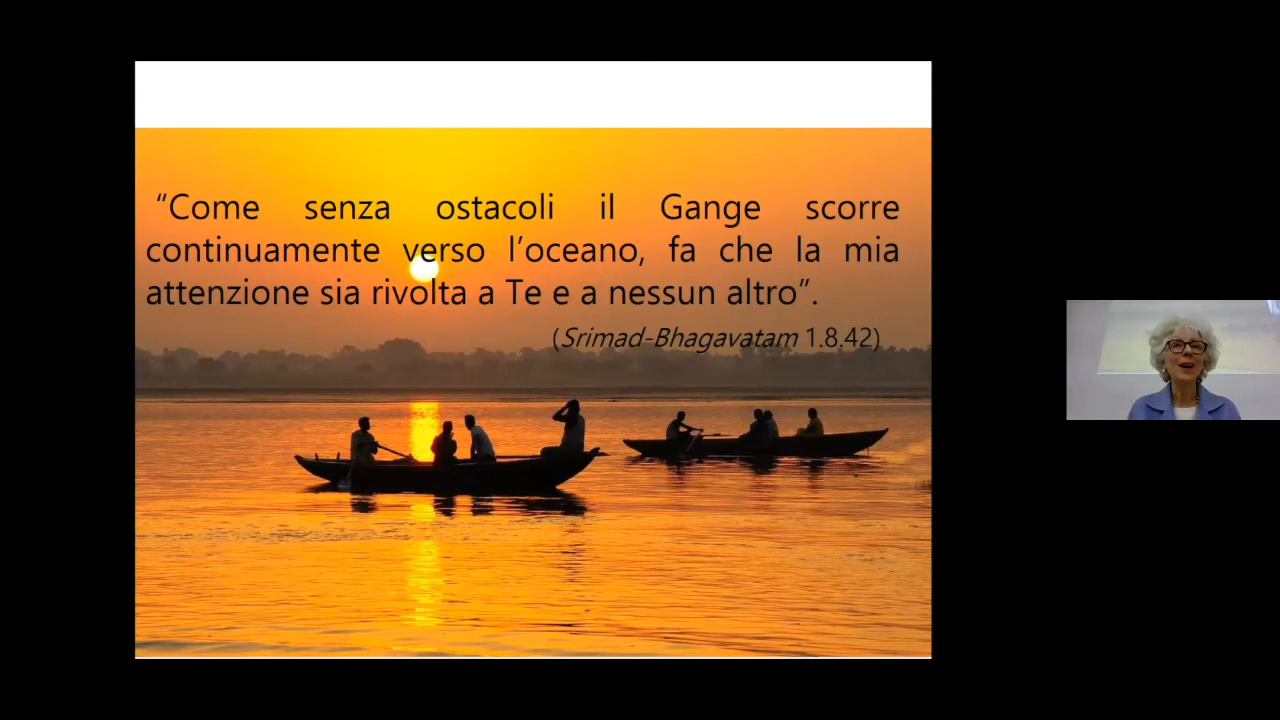 “Come senza ostacoli il Gange scorre
continuamente verso l’oceano, fa che la mia
attenzione sia rivolta a Te e a nessun altro”.
(Srimad-Bhagavatam 1.8.42)